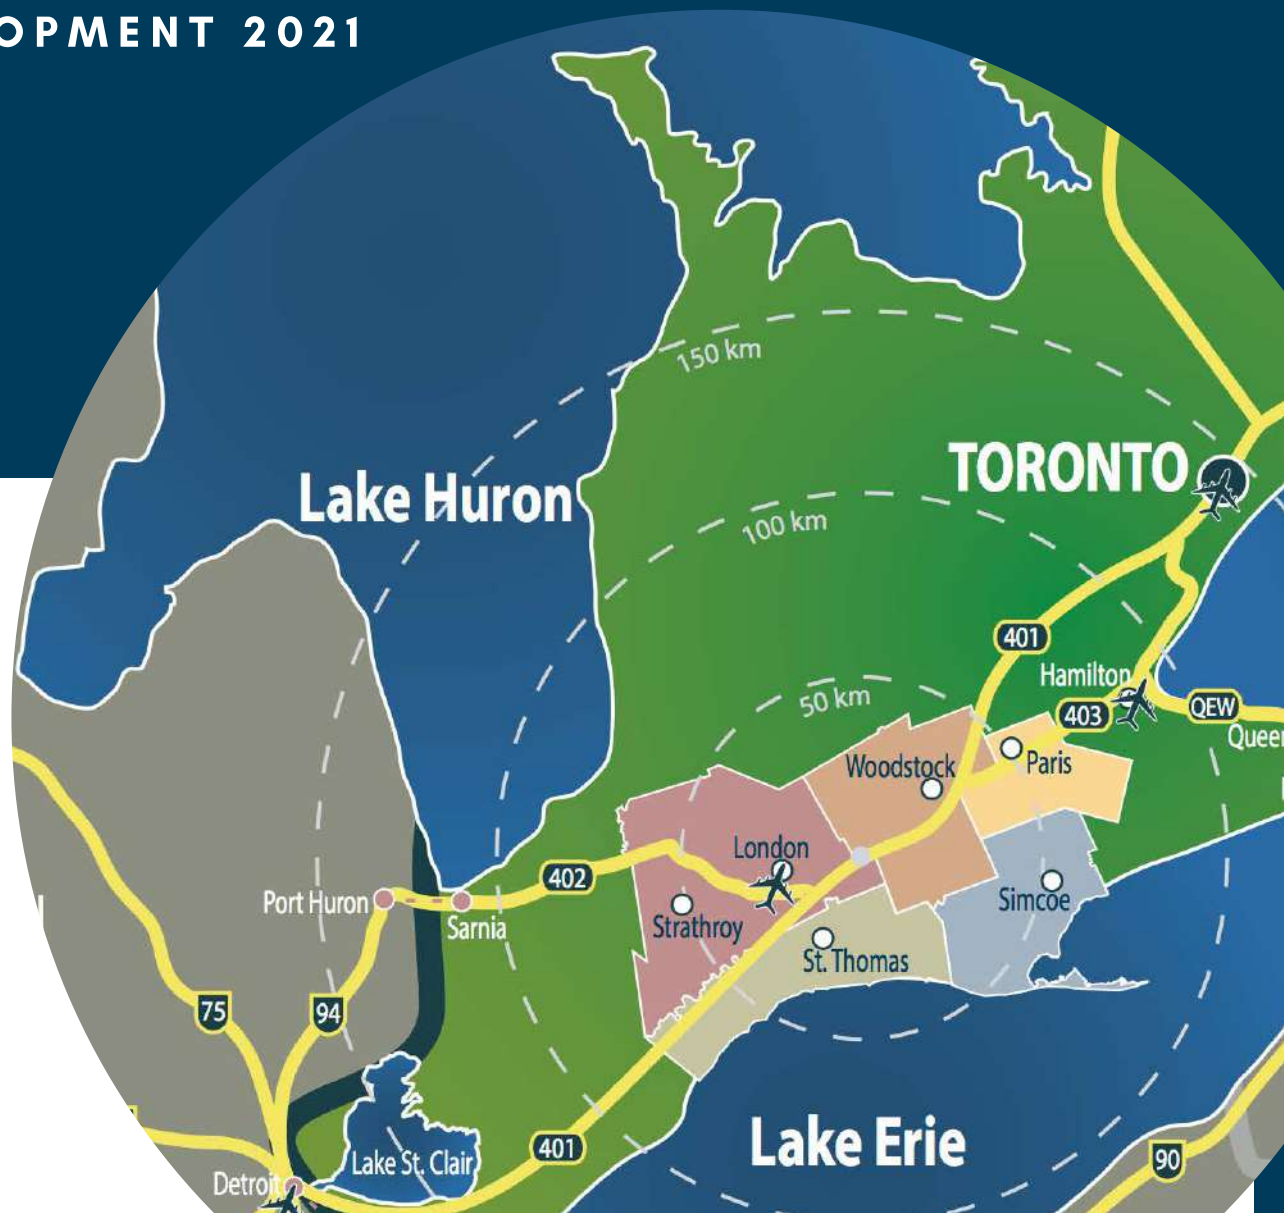 OPMENT 2021
150 km
TORONTO
Lake Huron
100 km
401
Hamilton
50 km
403
QEW
Queen
Woodstock
Paris
London
402
Simcoe
Port Huron
Sarnia
Strathroy
St. Thomas
75
94
Lake Erie
401
90
Lake St. Clair
Detroit